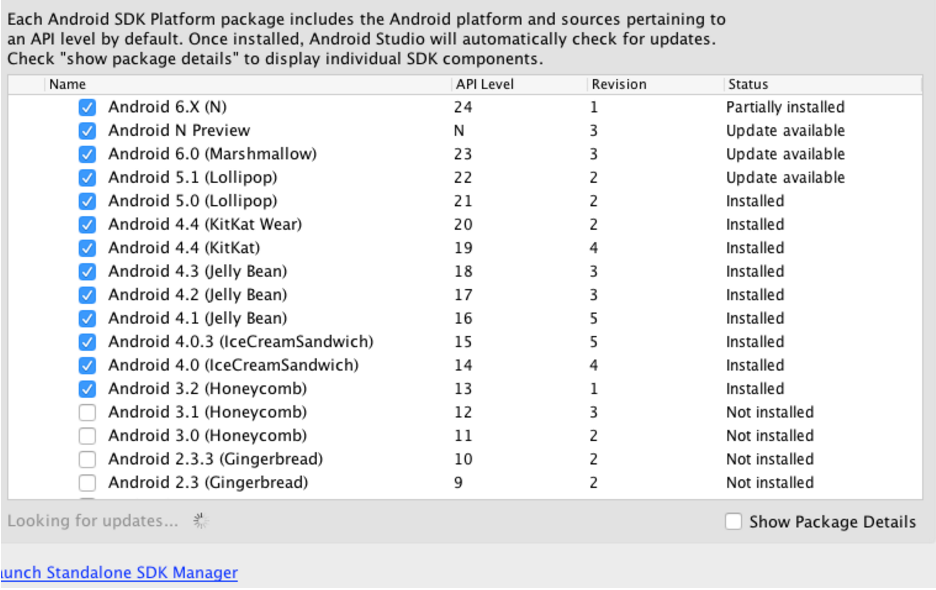 Each Android SDK Platform package includes the Android platform and sources pertaining to
an API level by default. Once installed, Android Studio will automatically check for updates.
Check "show package details" to display individual SDK components.
Name API Level Revision Status
Android 6.X (N) 24 1 Partially installed
Android N Preview N 3 Update available
Android 6.0 (Marshmallow) 23 3 Update available
Android 5.1 (Lollipop) 22 2 Update available
Android 5.0 (Lollipop) 21 2 Installed
Android 4.4 (KitKat Wear) 20 2 Installed
Android 4.4 (KitKat) 19 4 Installed
Android 4.3 (Jelly Bean) 18 3 Installed
Android 4.2 (Jelly Bean) 17 3 Installed
Android 4.1 (Jelly Bean) 16 5 Installed
Android 4.0.3 (IceCreamSandwich) 15 5 Installed
Android 4.0 (IceCreamSandwich) 14 4 Installed
Android 3.2 (Honeycomb) 13 1 Installed
Android 3.1 (Honeycomb) 12 3 Not installed
Android 3.0 (Honeycomb) 11 2 Not installed
Android 2.3.3 (Gingerbread) 10 2 Not installed
Android 2.3 (Gingerbread) 9 2 Not installed
Looking for updates... Show Package Details
aunch Standalone SDK Manager